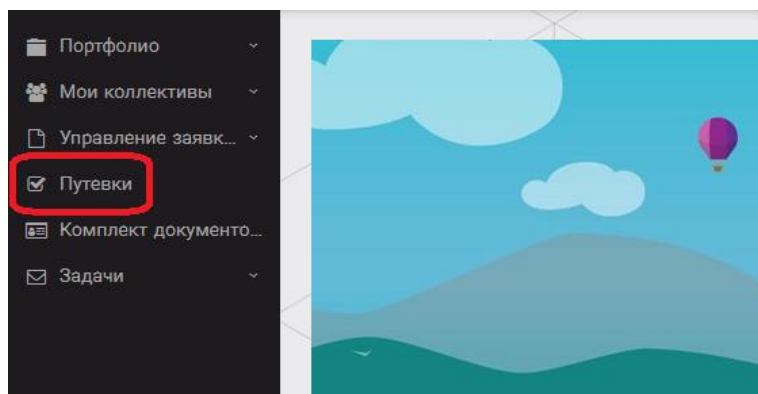 Портфолио
Мои коллективы
Управление заявк...
Путевки
Комплект документо...
Задачи